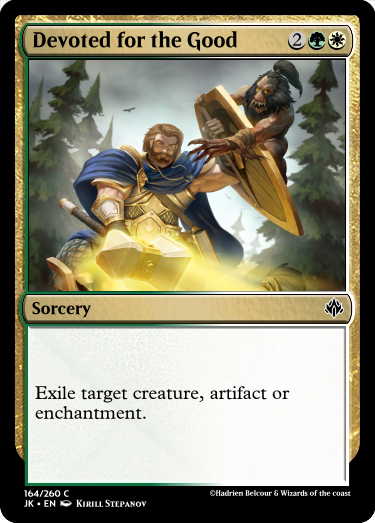 Devoted for the Good 2
Sorcery
Exile target creature, artifact or
enchantment.
164/260 C
©Hadrien Belcour & Wizards of the coast
JK • EN Kirill Stepanov